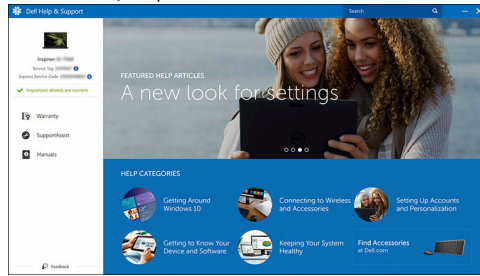 Dell Help & Support
Search
Inspiron
Service Tag
Express Service Code
Important drivers are current
Warranty
SupportAssist
Manuals
Feedback
FEATURED HELP ARTICLES
A new look for settings
HELP CATEGORIES
Getting Around
Windows 10
Connecting to Wireless
and Accessories
Setting Up Accounts
and Personalization
Getting to Know Your
Device and Software
Keeping Your System
Healthy
Find Accessories
at Dell.com